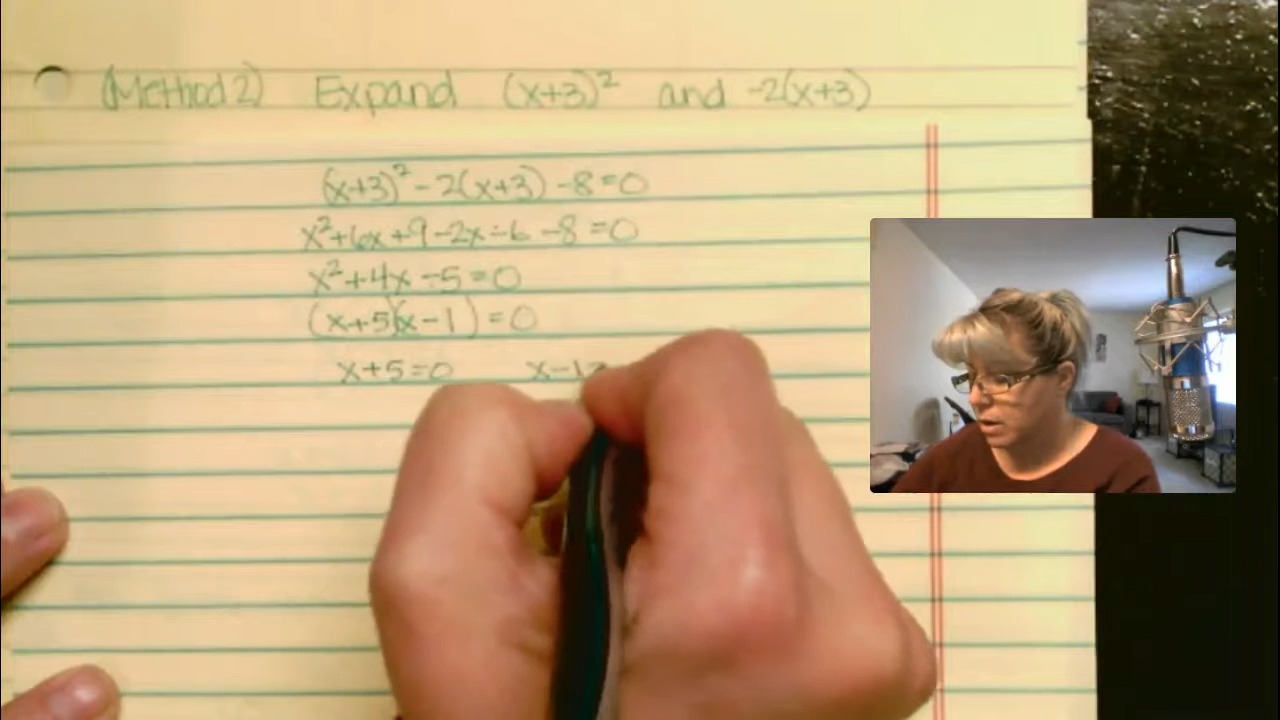 (Method 2) Expand (x+3)² and -2(x+3)
(x+3)² - 2(x+3) - 8 = 0
x² + 6x + 9 - 2x - 6 - 8 = 0
x² + 4x - 5 = 0
(x+5)(x-1) = 0
x+5=0 x-1=